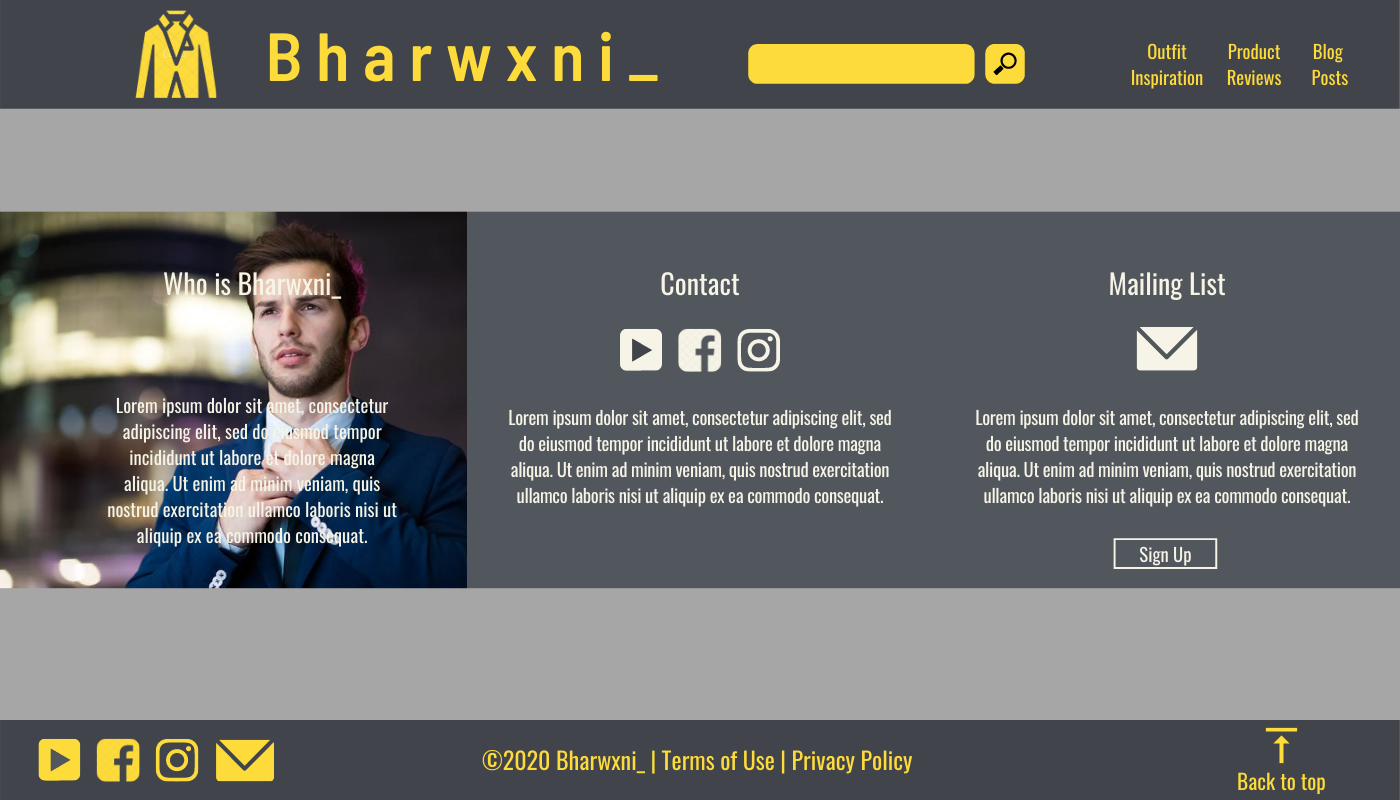 Bharwxni_
Outfit
Inspiration
Product
Reviews
Blog
Posts
Who is Bharwxni_
Lorem ipsum dolor sit amet, consectetur
adipiscing elit, sed do eiusmod tempor
incididunt ut labore et dolore magna
aliqua. Ut enim ad minim veniam, quis
nostrud exercitation ullamco laboris nisi ut
aliquip ex ea commodo consequat.
Contact
Lorem ipsum dolor sit amet, consectetur adipiscing elit, sed
do eiusmod tempor incididunt ut labore et dolore magna
aliqua. Ut enim ad minim veniam, quis nostrud exercitation
ullamco laboris nisi ut aliquip ex ea commodo consequat.
Mailing List
Lorem ipsum dolor sit amet, consectetur adipiscing elit, sed
do eiusmod tempor incididunt ut labore et dolore magna
aliqua. Ut enim ad minim veniam, quis nostrud exercitation
ullamco laboris nisi ut aliquip ex ea commodo consequat.
Sign Up
©2020 Bharwxni_ | Terms of Use | Privacy Policy
Back to top